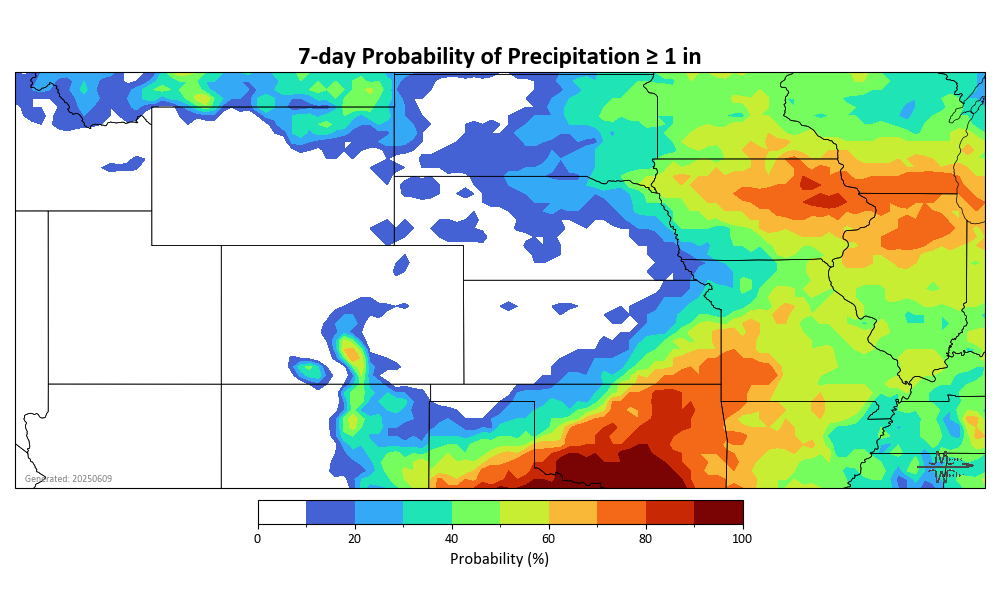 7-day Probability of Precipitation ≥ 1 in
Generated: 20250609
0 20 40 60 80 100
Probability (%)